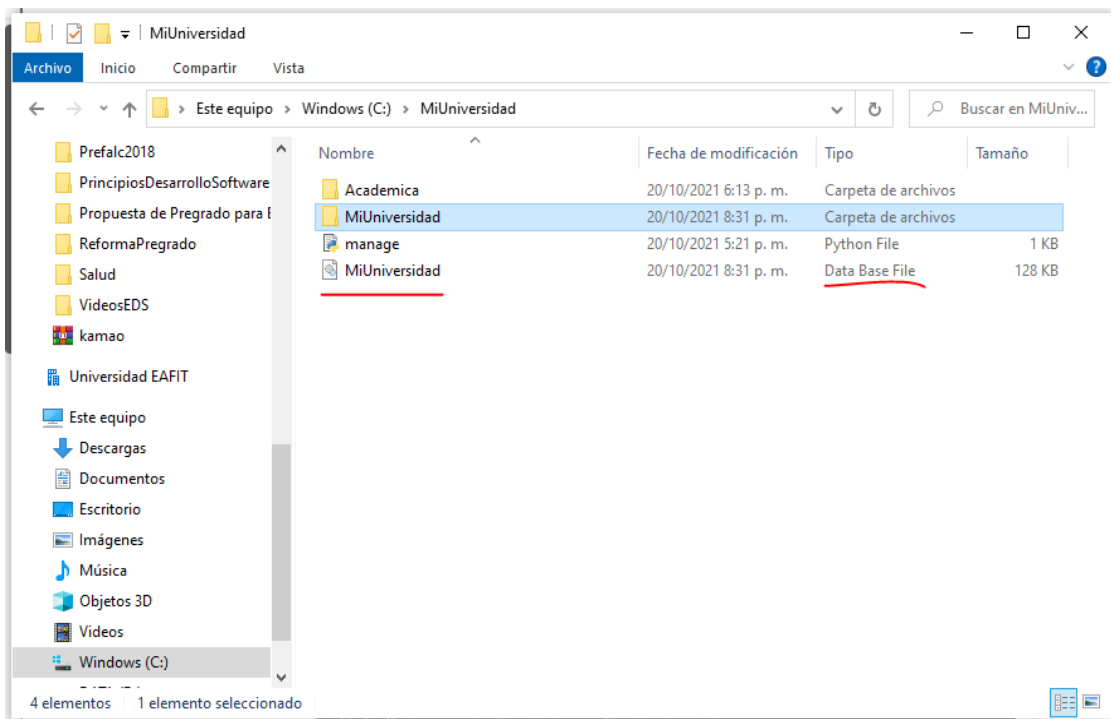 MiUniversidad
Archivo Inicio Compartir Vista
Este equipo > Windows (C:) > MiUniversidad Buscar en MiUniv...
Prefalc2018
PrincipiosDesarrolloSoftware
Propuesta de Pregrado para E
ReformaPregrado
Salud
VideosEDS
kamao
Universidad EAFIT
Este equipo
Descargas
Documentos
Escritorio
Imágenes
Música
Objetos 3D
Videos
Windows (C:)
Nombre Fecha de modificación Tipo Tamaño
Academica 20/10/2021 6:13 p. m. Carpeta de archivos
MiUniversidad 20/10/2021 8:31 p. m. Carpeta de archivos
manage 20/10/2021 5:21 p. m. Python File 1 KB
MiUniversidad 20/10/2021 8:31 p. m. Data Base File 128 KB
4 elementos 1 elemento seleccionado